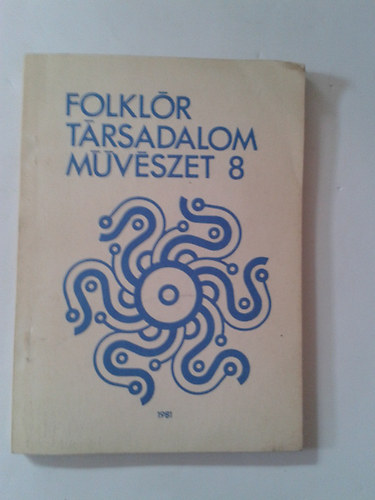 FOLKLÓR
TÁRSADALOM
MŰVÉSZET 8
1981